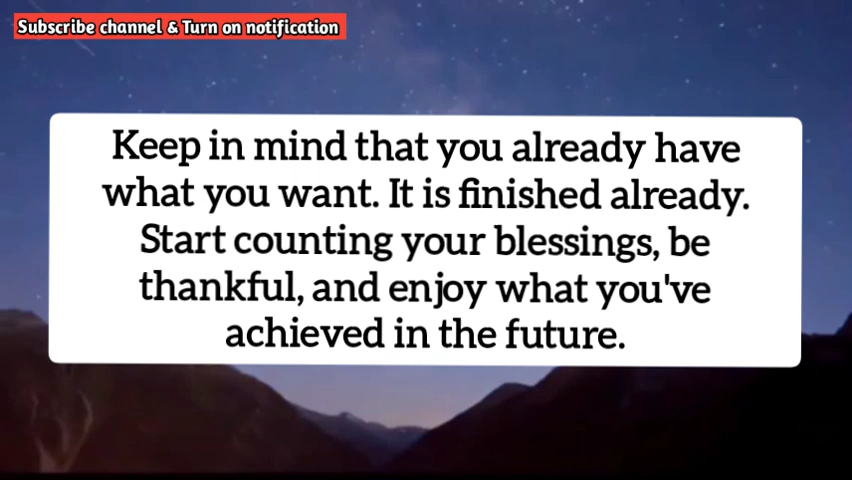 Subscribe channel & Turn on notification
Keep in mind that you already have
what you want. It is finished already.
Start counting your blessings, be
thankful, and enjoy what you've
achieved in the future.